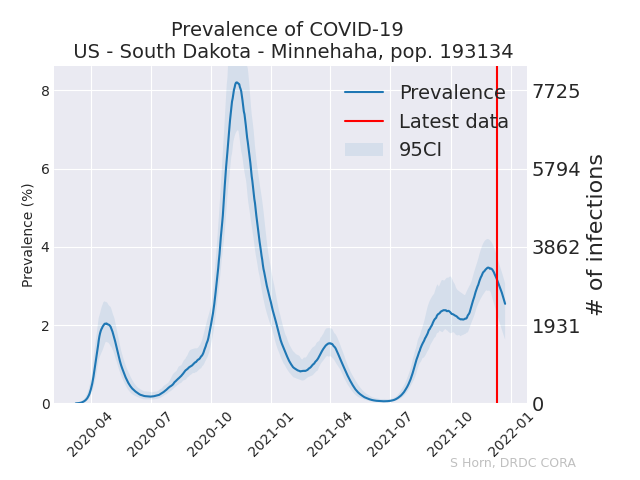 Prevalence of COVID-19
US - South Dakota - Minnehaha, pop. 193134
Prevalence
Latest data
95CI
Prevalence (%)
8
6
4
2
0
7725
5794
3862
1931
0
# of infections
2020-04
2020-07
2020-10
2021-01
2021-04
2021-07
2021-10
2022-01
S Horn, DRDC CORA